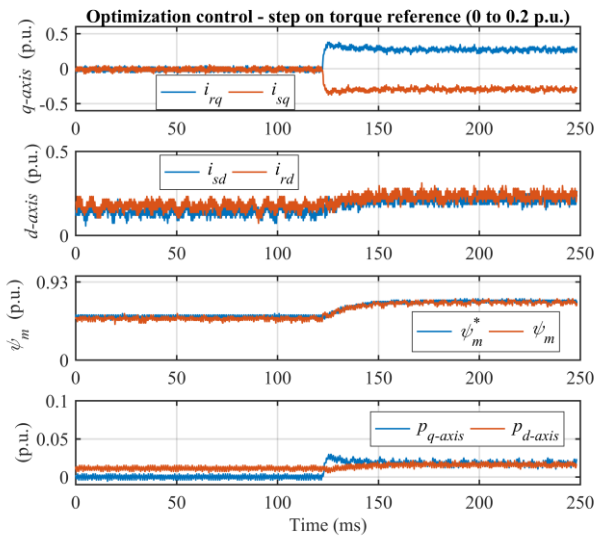 Optimization control - step on torque reference (0 to 0.2 p.u.)
q-axis (p.u.)
0.5
0
-0.5
i_rq i_sq
0 50 100 150 200 250
d-axis (p.u.)
0.5
0
i_sd i_rd
0 50 100 150 200 250
ψ_m (p.u.)
0.93
0
ψ_m^* ψ_m
0 50 100 150 200 250
(p.u.)
0.1
0.05
0
p_q-axis p_d-axis
0 50 100 150 200 250
Time (ms)